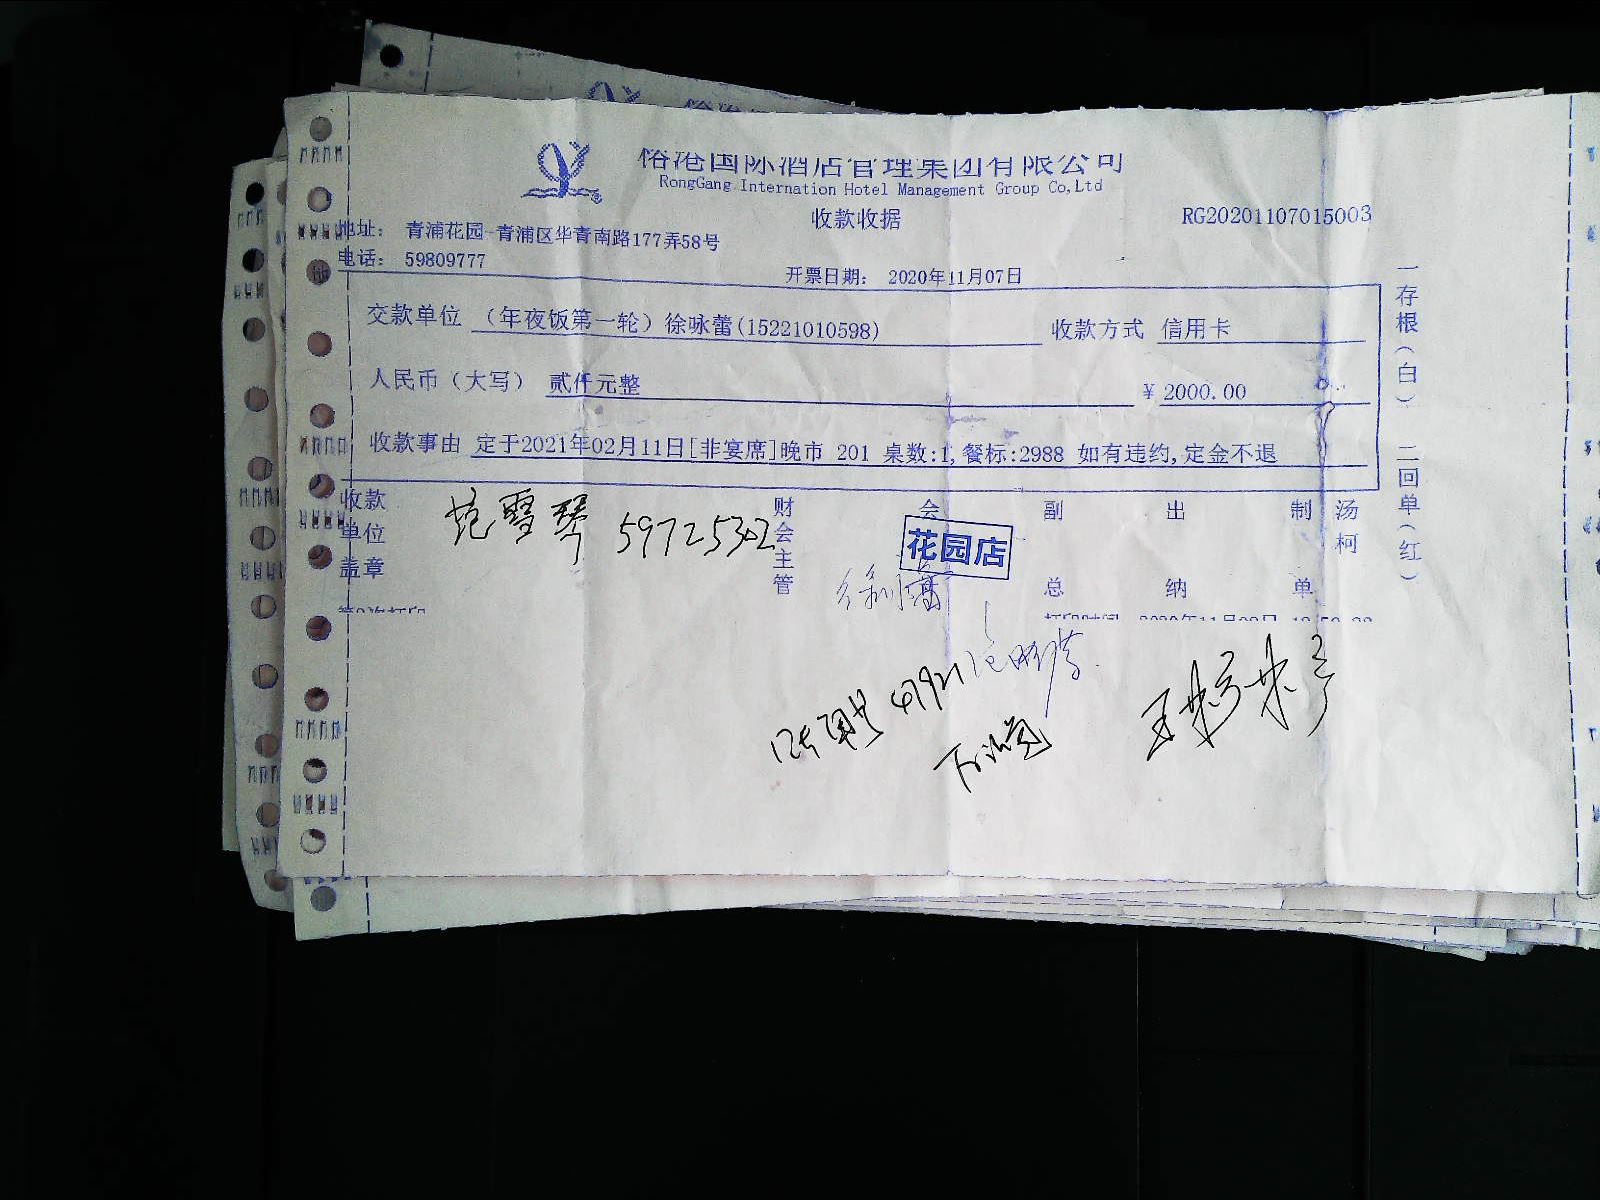 裕港国际酒店管理集团有限公司
RongGang Internation Hotel Management Group Co,Ltd
收款收据
RG20201107015003
地址： 青浦花园-青浦区华青南路177弄58号
电话： 59809777
开票日期： 2020年11月07日
交款单位 （年夜饭第一轮）徐咏蕾(15221010598) 收款方式 信用卡
人民币（大写） 贰仟元整 ￥2000.00
收款事由 定于2021年02月11日[非宴席]晚市 201 桌数:1,餐标:2988 如有违约,定金不退
一存根（白） 二回单（红）
收款单位盖章
范雪琴 59725302
财会主管
会
花园店
副总
出纳
制单
汤柯
47921